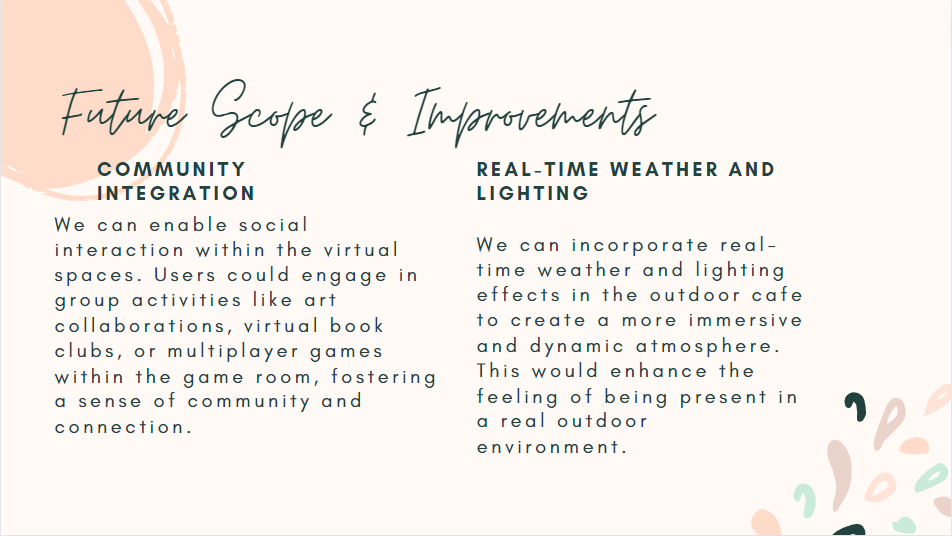 Future Scope & Improvements
COMMUNITY
INTEGRATION
We can enable social
interaction within the virtual
spaces. Users could engage in
group activities like art
collaborations, virtual book
clubs, or multiplayer games
within the game room, fostering
a sense of community and
connection.
REAL-TIME WEATHER AND
LIGHTING
We can incorporate real-
time weather and lighting
effects in the outdoor cafe
to create a more immersive
and dynamic atmosphere.
This would enhance the
feeling of being present in
a real outdoor
environment.